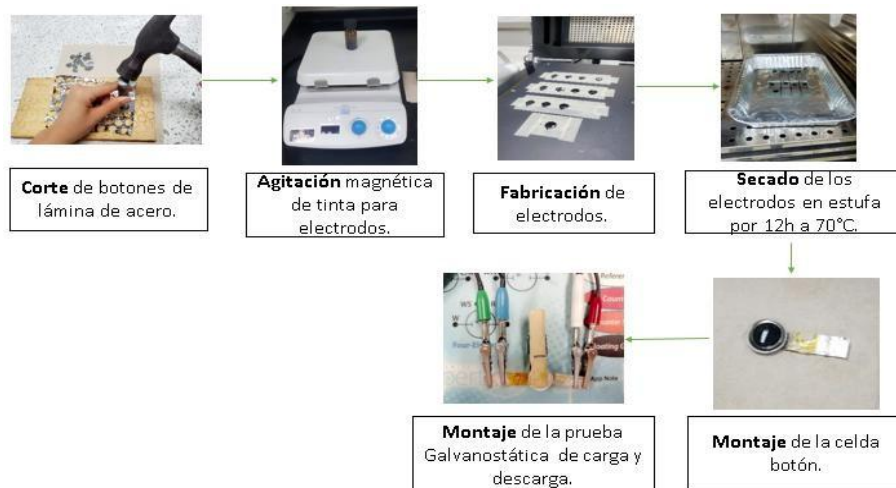 Corte de botones de
lámina de acero.
Agitación magnética
de tinta para
electrodos.
Fabricación de
electrodos.
Secado de los
electrodos en estufa
por 12h a 70°C.
WS
W
Montaje de la prueba
Galvanostática de carga y
descarga.
Montaje de la celda
botón.